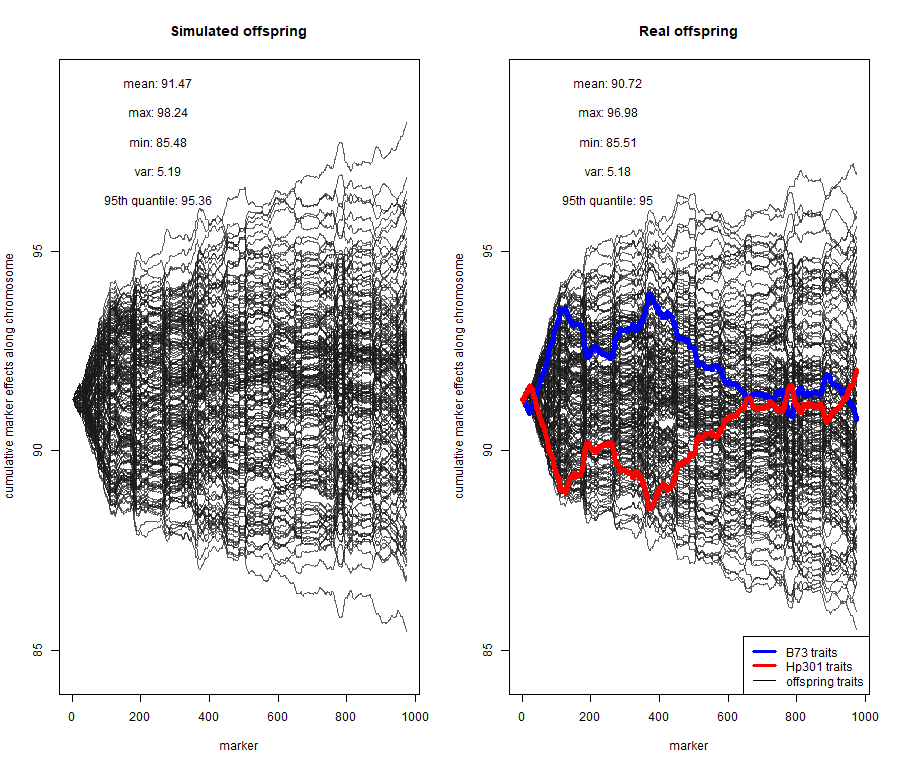 Simulated offspring
mean: 91.47
max: 98.24
min: 85.48
var: 5.19
95th quantile: 95.36
cumulative marker effects along chromosome
95
90
85
0 200 400 600 800 1000
marker
Real offspring
mean: 90.72
max: 96.98
min: 85.51
var: 5.18
95th quantile: 95
cumulative marker effects along chromosome
95
90
85
B73 traits
Hp301 traits
offspring traits
0 200 400 600 800 1000
marker